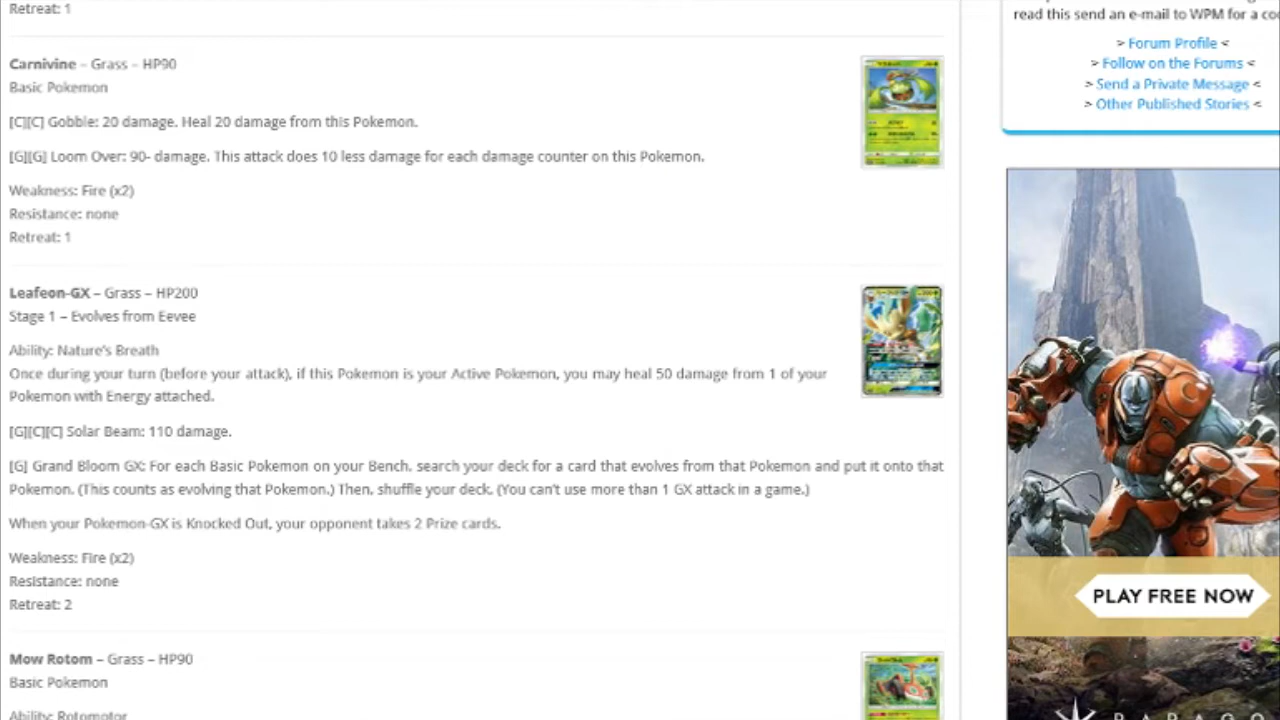 Retreat: 1
Carnivine – Grass – HP90
Basic Pokemon
[C][C] Gobble: 20 damage. Heal 20 damage from this Pokemon.
[G][G] Loom Over: 90- damage. This attack does 10 less damage for each damage counter on this Pokemon.
Weakness: Fire (x2)
Resistance: none
Retreat: 1
Leafeon-GX – Grass – HP200
Stage 1 – Evolves from Eevee
Ability: Nature's Breath
Once during your turn (before your attack), if this Pokemon is your Active Pokemon, you may heal 50 damage from 1 of your
Pokemon with Energy attached.
[G][C][C] Solar Beam: 110 damage.
[G] Grand Bloom GX: For each Basic Pokemon on your Bench, search your deck for a card that evolves from that Pokemon and put it onto that
Pokemon. (This counts as evolving that Pokemon.) Then, shuffle your deck. (You can't use more than 1 GX attack in a game.)
When your Pokemon-GX is Knocked Out, your opponent takes 2 Prize cards.
Weakness: Fire (x2)
Resistance: none
Retreat: 2
Mow Rotom – Grass – HP90
Basic Pokemon
Ability: Rotomotor
read this send an e-mail to WPM for a co
> Forum Profile <
> Follow on the Forums <
> Send a Private Message <
> Other Published Stories <
PLAY FREE NOW